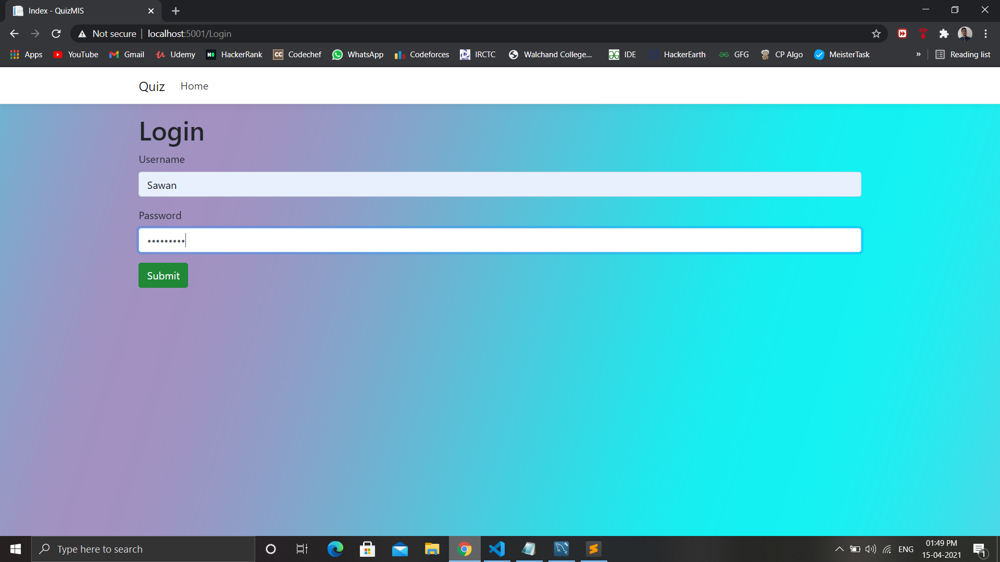 Index - QuizMIS
Not secure | localhost:5001/Login
Apps YouTube Gmail Udemy HackerRank Codechef WhatsApp Codeforces IRCTC Walchand College... IDE HackerEarth GFG CP Algo MeisterTask » Reading list
Quiz Home
Login
Username
Sawan
Password
•••••••••
Submit
Type here to search
ENG
01:49 PM
15-04-2021
1